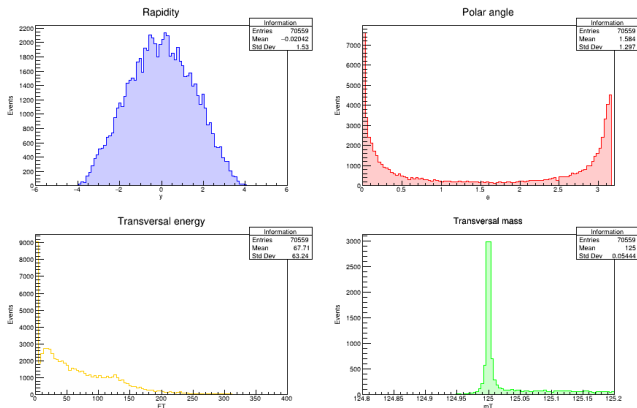 Rapidity
Information
Entries 70559
Mean −0.02042
Std Dev 1.53
Events
2200
2000
1800
1600
1400
1200
1000
800
600
400
200
0
−6 −4 −2 0 2 4 6
y
Polar angle
Information
Entries 70559
Mean 1.584
Std Dev 1.297
Events
7000
6000
5000
4000
3000
2000
1000
0
0 0.5 1 1.5 2 2.5 3
θ
Transversal energy
Information
Entries 70559
Mean 67.71
Std Dev 63.24
Events
9000
8000
7000
6000
5000
4000
3000
2000
1000
0
0 50 100 150 200 250 300 350 400
ET
Transversal mass
Information
Entries 70559
Mean 125
Std Dev 0.05444
Events
3000
2500
2000
1500
1000
500
0
124.8 124.85 124.9 124.95 125 125.05 125.1 125.15 125.2
mT